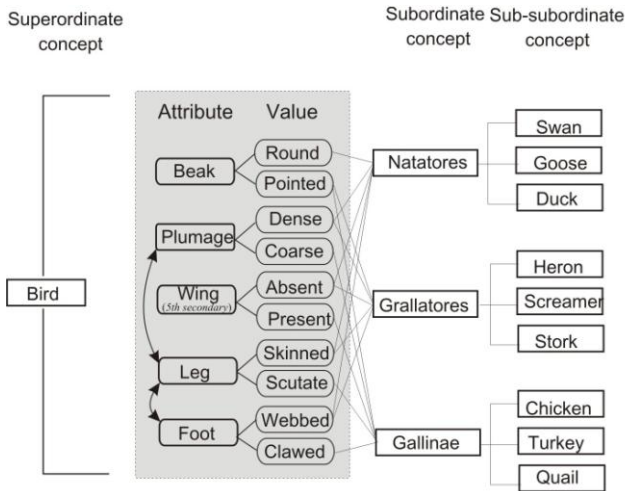 Superordinate
concept
Subordinate
concept
Sub-subordinate
concept
Attribute
Value
Bird
Beak
Round
Pointed
Plumage
Dense
Coarse
Wing
(5th secondary)
Absent
Present
Leg
Skinned
Scutate
Foot
Webbed
Clawed
Natatores
Swan
Goose
Duck
Grallatores
Heron
Screamer
Stork
Gallinae
Chicken
Turkey
Quail